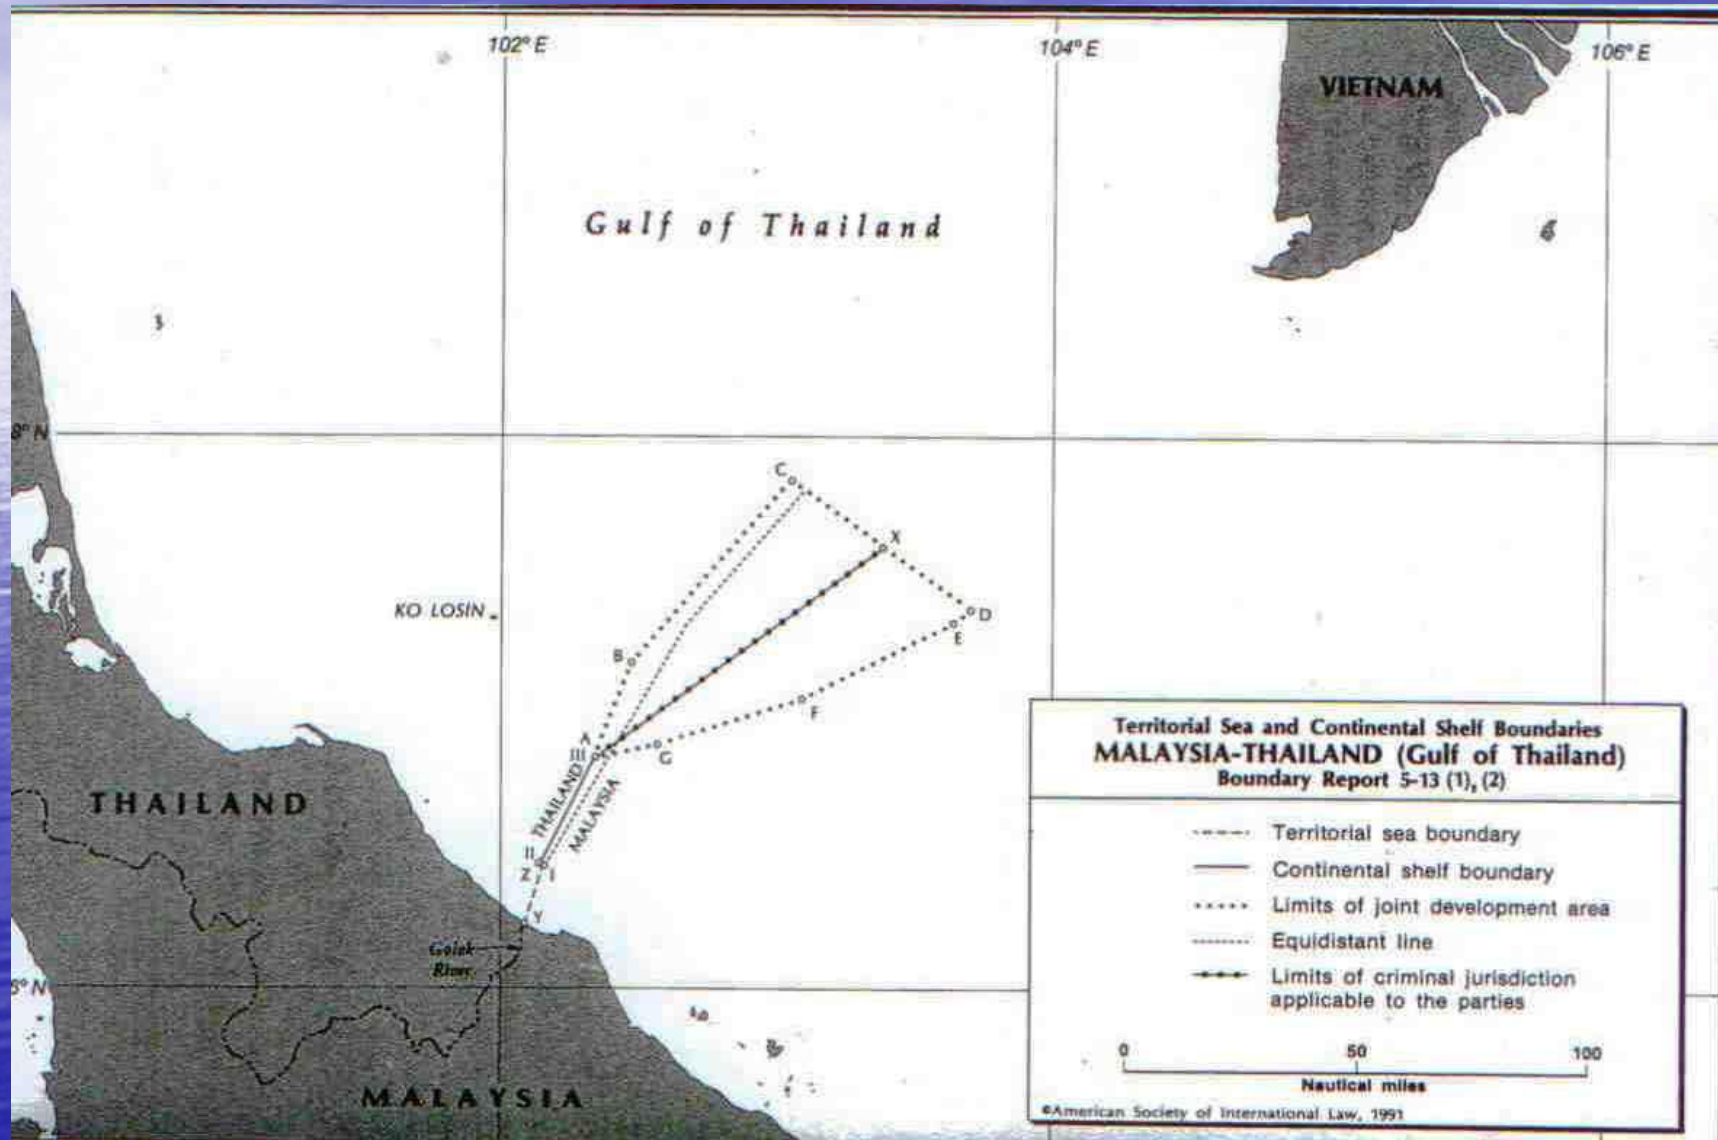 102° E
104° E
106° E
VIETNAM
Gulf of Thailand
8° N
C
X
KO LOSIN
D
E
B
F
A
III
G
THAILAND
MALAYSIA
THAILAND
II
Z
I
Y
Golok
River
6° N
MALAYSIA
Territorial Sea and Continental Shelf Boundaries
MALAYSIA-THAILAND (Gulf of Thailand)
Boundary Report 5-13 (1), (2)
Territorial sea boundary
Continental shelf boundary
Limits of joint development area
Equidistant line
Limits of criminal jurisdiction
applicable to the parties
0 50 100
Nautical miles
©American Society of International Law, 1991